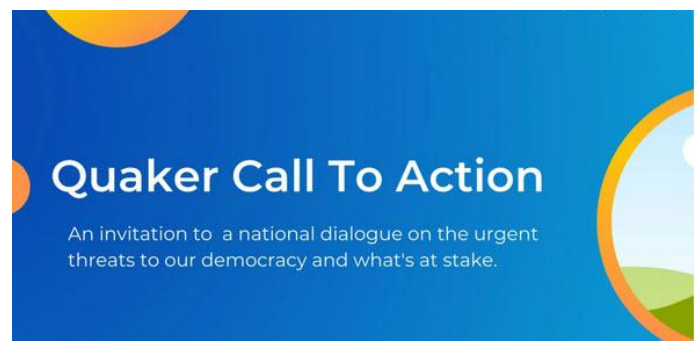 Quaker Call To Action
An invitation to  a national dialogue on the urgent
threats to our democracy and what's at stake.